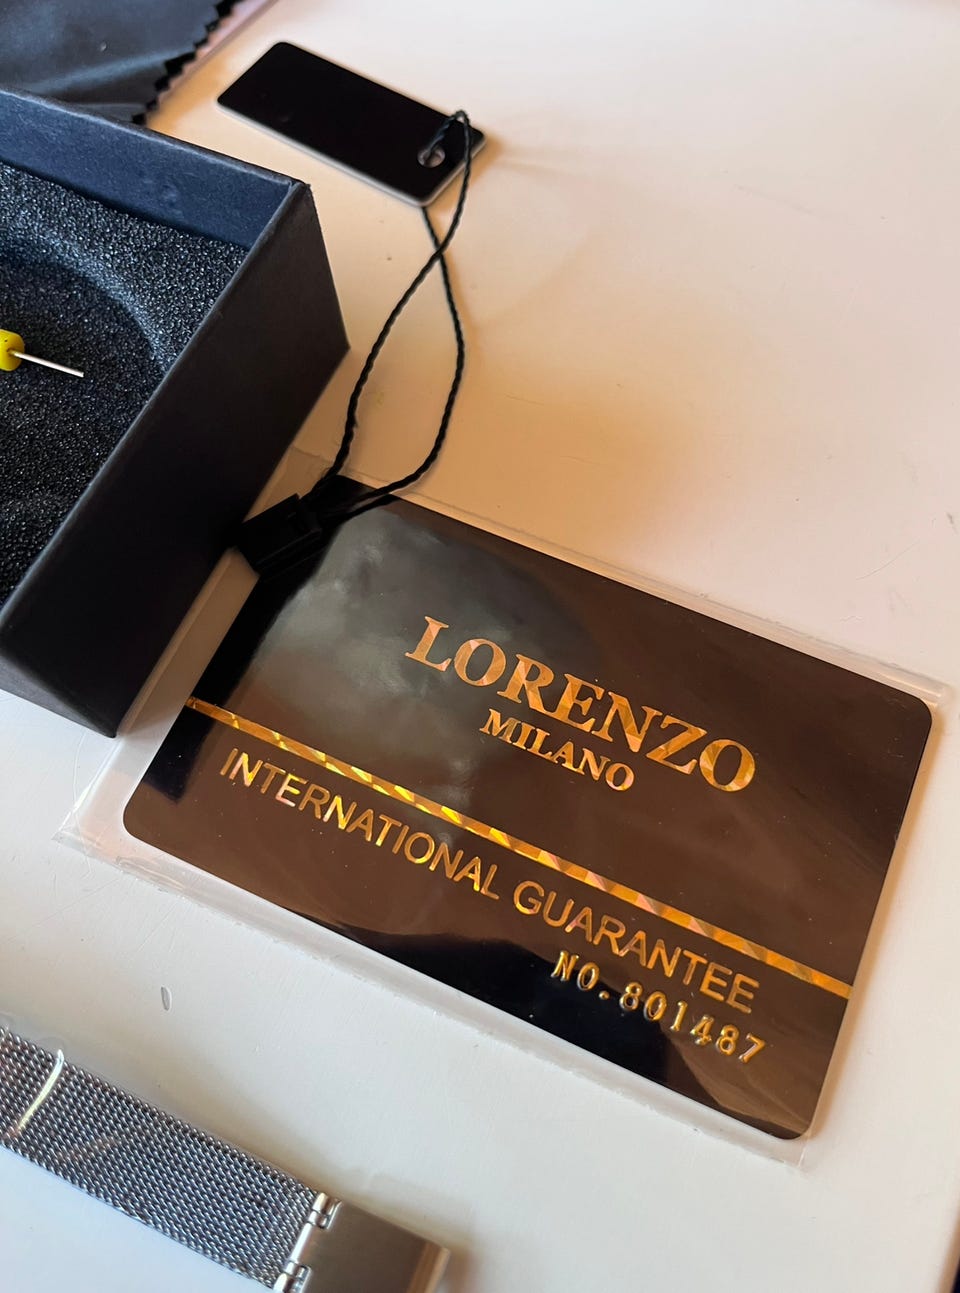 LORENZO
MILANO
INTERNATIONAL GUARANTEE
NO.801487